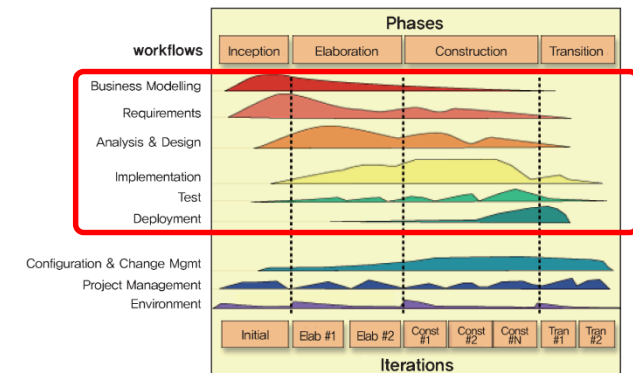 Phases
workflows Inception Elaboration Construction Transition
Business Modelling
Requirements
Analysis & Design
Implementation
Test
Deployment
Configuration & Change Mgmt
Project Management
Environment
Initial Elab #1 Elab #2 Const #1 Const #2 Const #N Tran #1 Tran #2
Iterations